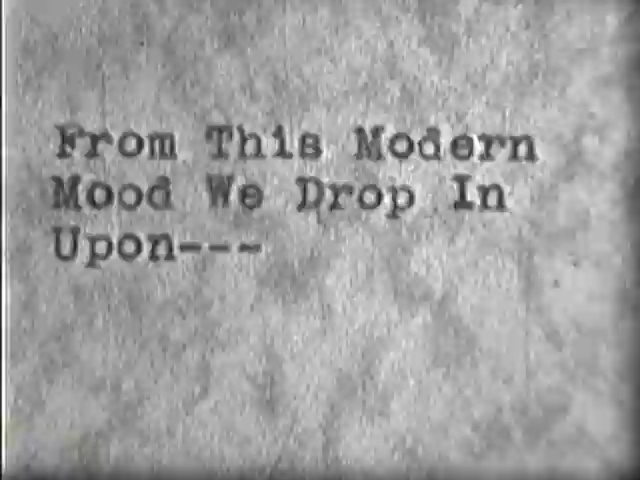 From This Modern
Mood We Drop In
Upon---